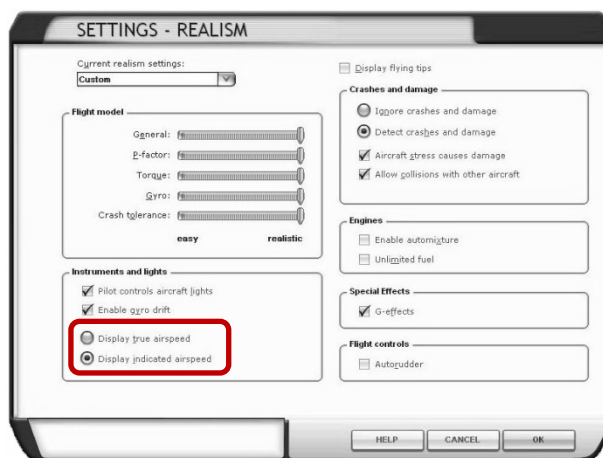 SETTINGS - REALISM
Current realism settings:
Custom
Flight model
General:
P-factor:
Torque:
Gyro:
Crash tolerance:
easy realistic
Instruments and lights
Pilot controls aircraft lights
Enable gyro drift
Display true airspeed
Display indicated airspeed
Display flying tips
Crashes and damage
Ignore crashes and damage
Detect crashes and damage
Aircraft stress causes damage
Allow collisions with other aircraft
Engines
Enable automixture
Unlimited fuel
Special Effects
G-effects
Flight controls
Autorudder
HELP CANCEL OK